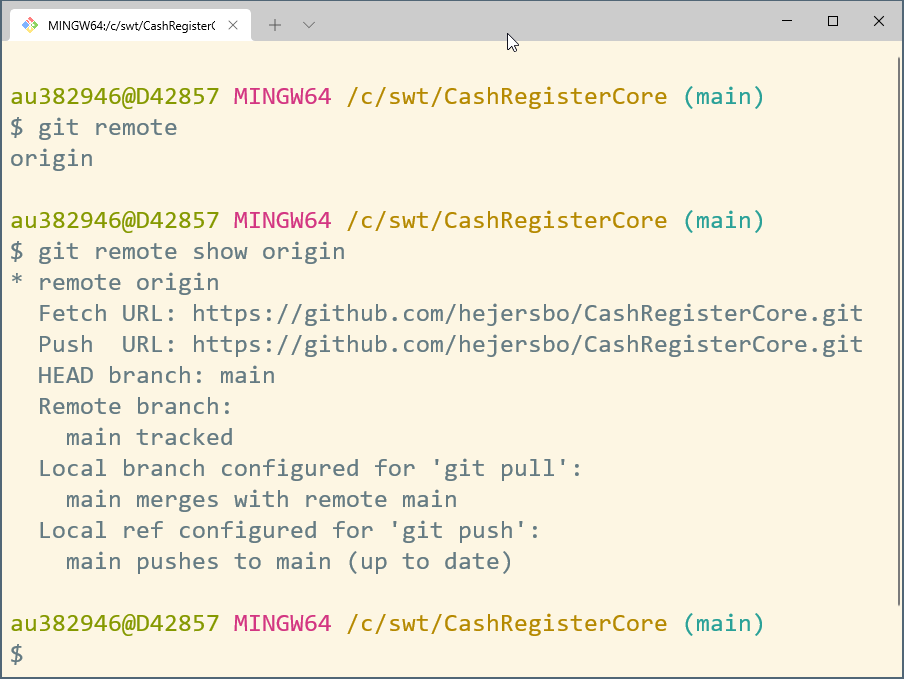 MINGW64:/c/swt/CashRegisterC
au382946@D42857 MINGW64 /c/swt/CashRegisterCore (main)
$ git remote
origin
au382946@D42857 MINGW64 /c/swt/CashRegisterCore (main)
$ git remote show origin
* remote origin
  Fetch URL: https://github.com/hejersbo/CashRegisterCore.git
  Push  URL: https://github.com/hejersbo/CashRegisterCore.git
  HEAD branch: main
  Remote branch:
    main tracked
  Local branch configured for 'git pull':
    main merges with remote main
  Local ref configured for 'git push':
    main pushes to main (up to date)
au382946@D42857 MINGW64 /c/swt/CashRegisterCore (main)
$